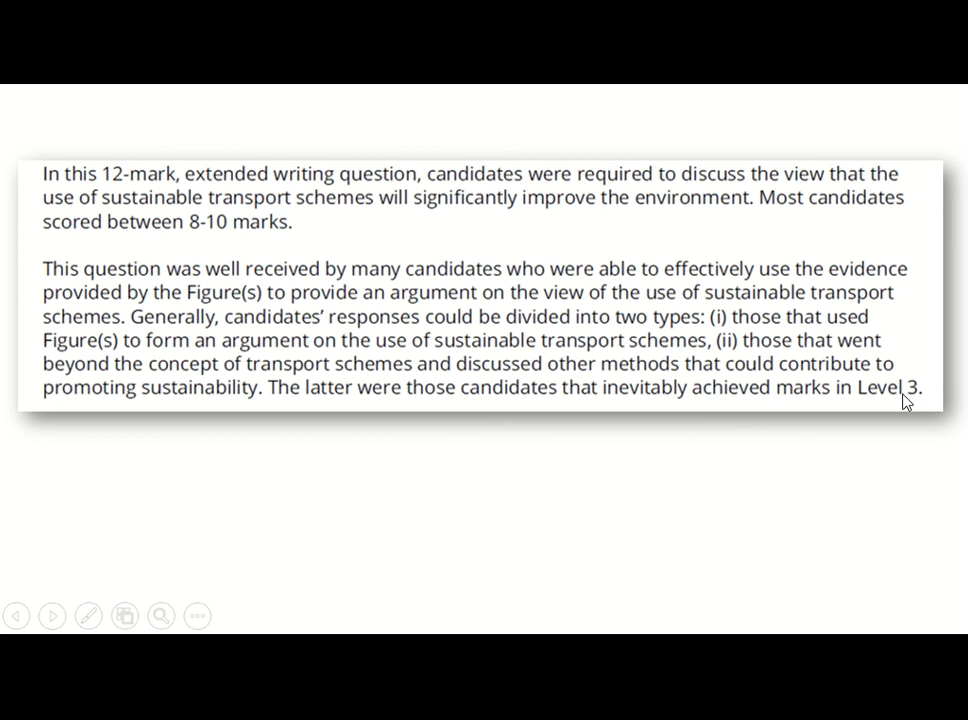 In this 12-mark, extended writing question, candidates were required to discuss the view that the
use of sustainable transport schemes will significantly improve the environment. Most candidates
scored between 8-10 marks.
This question was well received by many candidates who were able to effectively use the evidence
provided by the Figure(s) to provide an argument on the view of the use of sustainable transport
schemes. Generally, candidates' responses could be divided into two types: (i) those that used
Figure(s) to form an argument on the use of sustainable transport schemes, (ii) those that went
beyond the concept of transport schemes and discussed other methods that could contribute to
promoting sustainability. The latter were those candidates that inevitably achieved marks in Level 3.